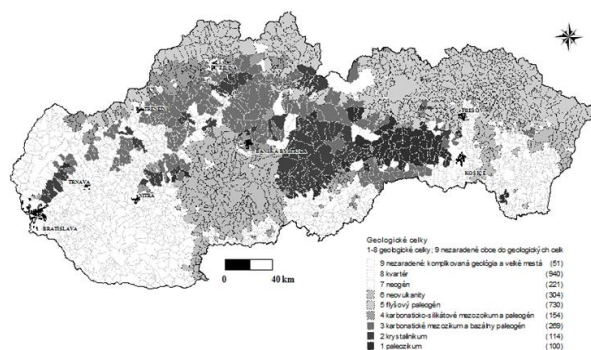 ŽILINA
TRENČÍN
PREŠOV
BANSKÁ BYSTRICA
KOŠICE
TRNAVA
NITRA
BRATISLAVA
0 40 km
Geologické celky
1-8 geologické celky; 9 nezaradené obce do geologických celk
9 nezaradené: komplikovaná geológia a veľké mestá (51)
8 kvartér (940)
7 neogén (221)
6 neovulkanity (304)
5 flyšový paleogén (730)
4 karbonaticko-silikátové mezozoikum a paleogén (154)
3 karbonatické mezozoikum a bazálny paleogén (269)
2 kryštalinikum (114)
1 paleozoikum (100)